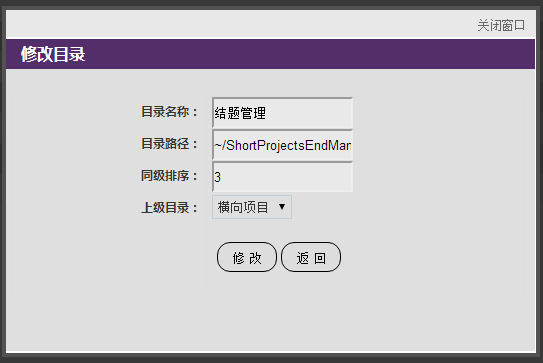 关闭窗口
修改目录
目录名称： 结题管理
目录路径： ~/ShortProjectsEndMan
同级排序： 3
上级目录： 横向项目 ▼
修 改 返 回